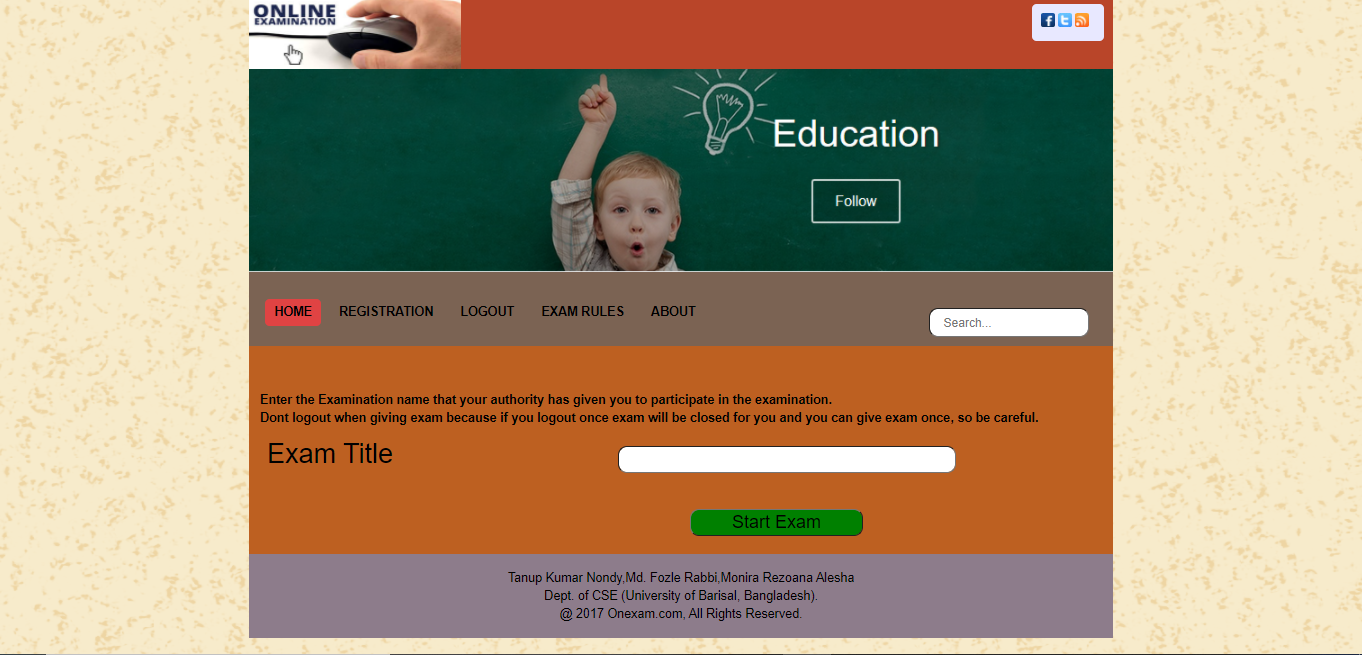 ONLINE
EXAMINATION
Education
Follow
HOME REGISTRATION LOGOUT EXAM RULES ABOUT
Search...
Enter the Examination name that your authority has given you to participate in the examination.
Dont logout when giving exam because if you logout once exam will be closed for you and you can give exam once, so be careful.
Exam Title
Start Exam
Tanup Kumar Nondy,Md. Fozle Rabbi,Monira Rezoana Alesha
Dept. of CSE (University of Barisal, Bangladesh).
@ 2017 Onexam.com, All Rights Reserved.